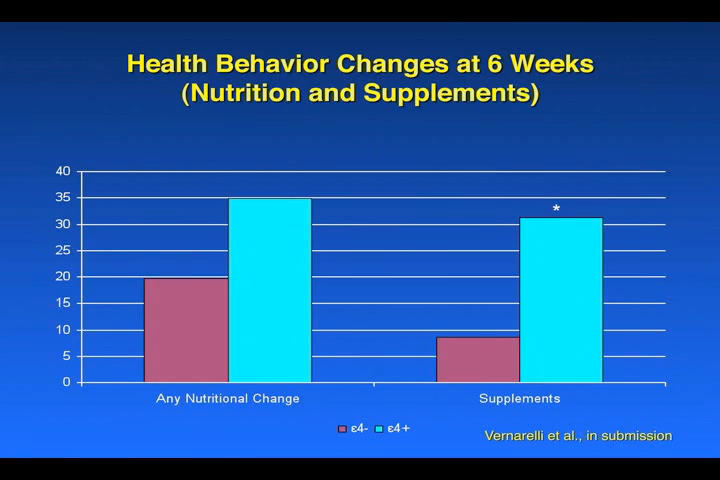 Health Behavior Changes at 6 Weeks
(Nutrition and Supplements)
40
35
30
25
20
15
10
5
0
*
Any Nutritional Change
Supplements
ε4-
ε4+
Vernarelli et al., in submission